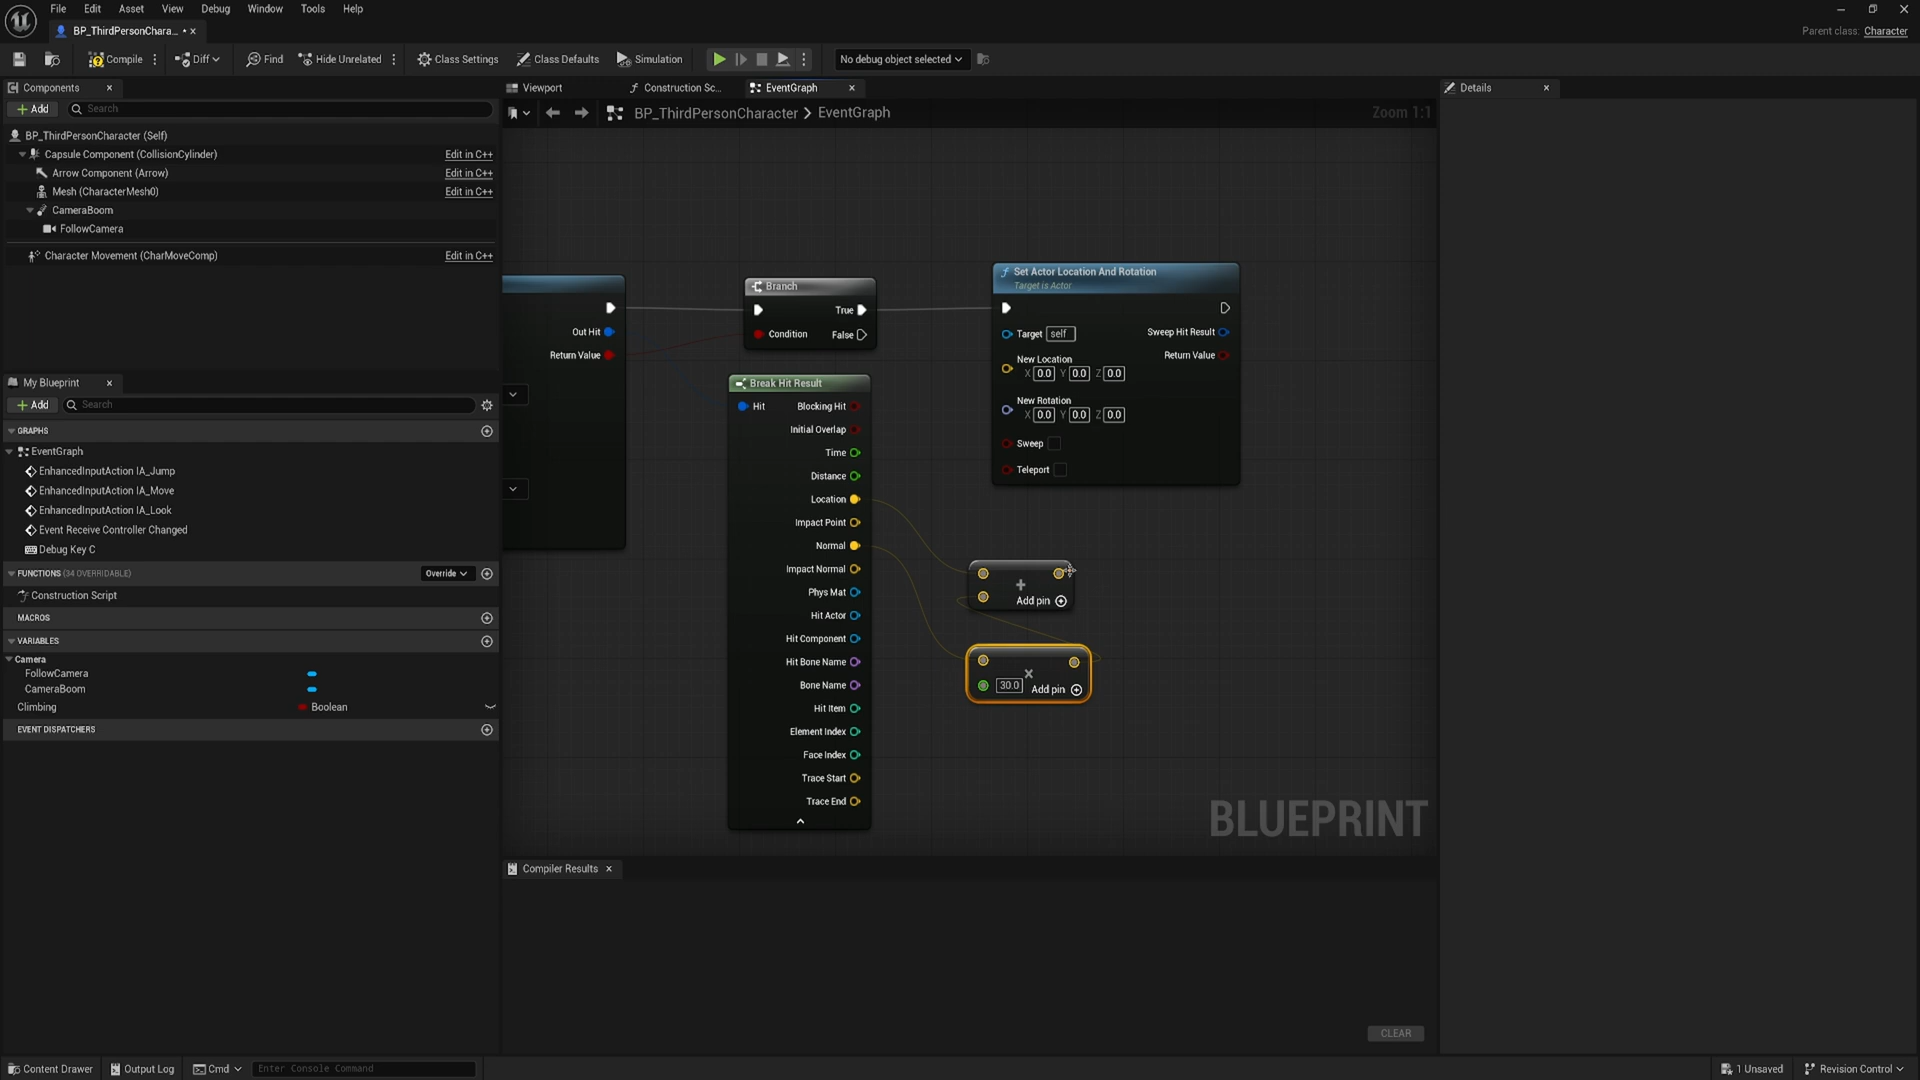 File Edit Asset View Debug Window Tools Help
BP_ThirdPersonChara...
Parent class: Character
Compile Diff Find Hide Unrelated Class Settings Class Defaults Simulation No debug object selected
Components
Add Search
BP_ThirdPersonCharacter (Self)
Capsule Component (CollisionCylinder) Edit in C++
Arrow Component (Arrow) Edit in C++
Mesh (CharacterMesh0) Edit in C++
CameraBoom
FollowCamera
Character Movement (CharMoveComp) Edit in C++
My Blueprint
Add Search
GRAPHS
EventGraph
EnhancedInputAction IA_Jump
EnhancedInputAction IA_Move
EnhancedInputAction IA_Look
Event Receive Controller Changed
Debug Key C
FUNCTIONS (34 OVERRIDABLE) Override
Construction Script
MACROS
VARIABLES
Camera
FollowCamera
CameraBoom
Climbing Boolean
EVENT DISPATCHERS
Viewport Construction Sc... EventGraph
BP_ThirdPersonCharacter > EventGraph Zoom 1:1
Out Hit
Return Value
Branch
True
Condition False
Break Hit Result
Hit Blocking Hit
Initial Overlap
Time
Distance
Location
Impact Point
Normal
Impact Normal
Phys Mat
Hit Actor
Hit Component
Hit Bone Name
Bone Name
Hit Item
Element Index
Face Index
Trace Start
Trace End
Set Actor Location And Rotation
Target is Actor
Target self Sweep Hit Result
Return Value
New Location
X 0.0 Y 0.0 Z 0.0
New Rotation
X 0.0 Y 0.0 Z 0.0
Sweep
Teleport
+
Add pin
x
30.0 Add pin
BLUEPRINT
Compiler Results
CLEAR
Details
Content Drawer Output Log Cmd Enter Console Command 1 Unsaved Revision Control